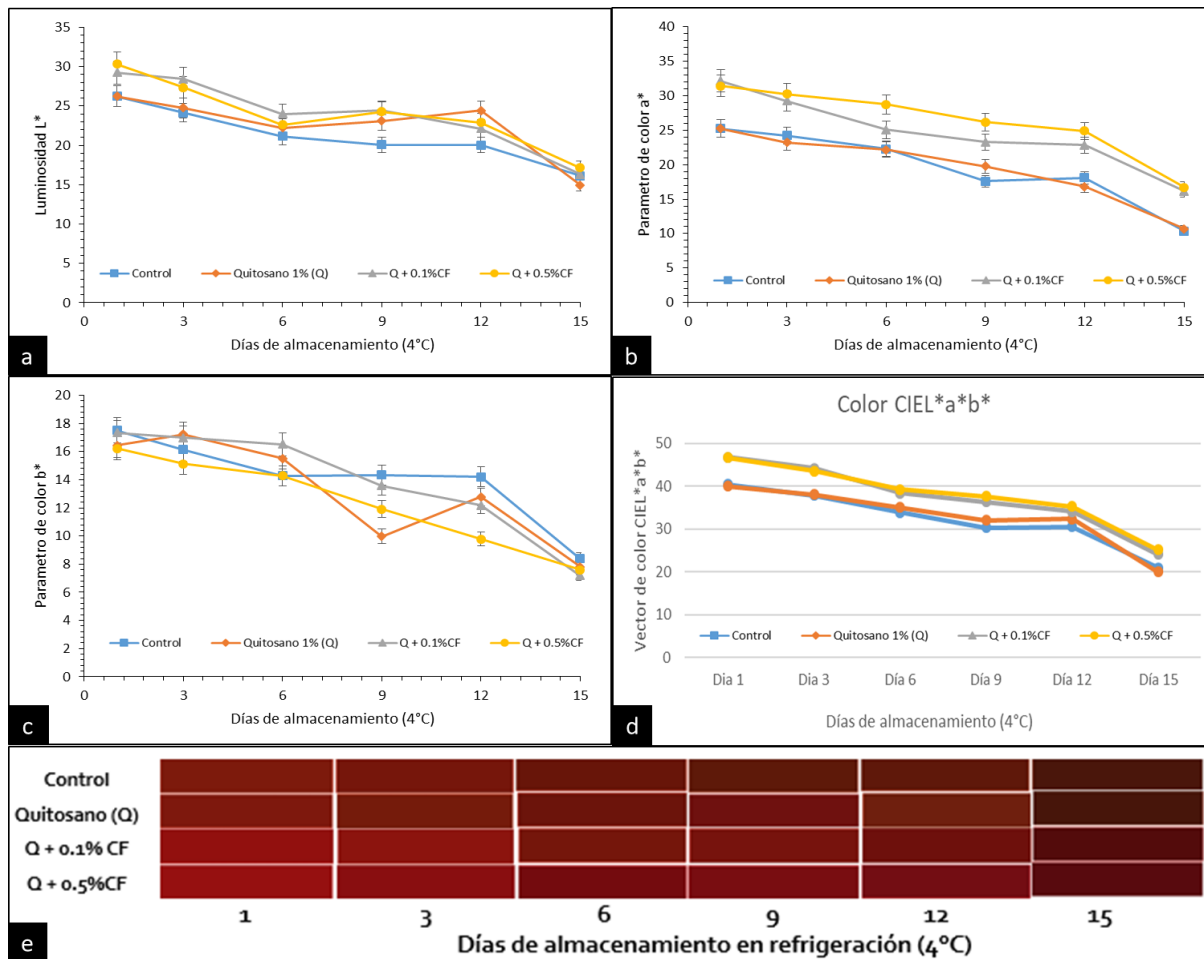 35
30
25
20
15
10
5
0
Luminosidad L*
Control
Quitosano 1% (Q)
Q + 0.1%CF
Q + 0.5%CF
0 3 6 9 12 15
Días de almacenamiento (4°C)
a
40
35
30
25
20
15
10
5
0
Parametro de color a*
Control
Quitosano 1% (Q)
Q + 0.1%CF
Q + 0.5%CF
0 3 6 9 12 15
Días de almacenamiento (4°C)
b
20
18
16
14
12
10
8
6
4
2
0
Parametro de color b*
Control
Quitosano 1% (Q)
Q + 0.1%CF
Q + 0.5%CF
0 3 6 9 12 15
Días de almacenamiento (4°C)
c
Color CIEL*a*b*
50
40
30
20
10
0
Vector de color CIEL*a*b*
Control
Quitosano 1% (Q)
Q + 0.1%CF
Q + 0.5%CF
Dia 1 Día 3 Día 6 Día 9 Día 12 Día 15
Días de almacenamiento (4°C)
d
Control
Quitosano (Q)
Q + 0.1% CF
Q + 0.5%CF
1 3 6 9 12 15
Días de almacenamiento en refrigeración (4°C)
e